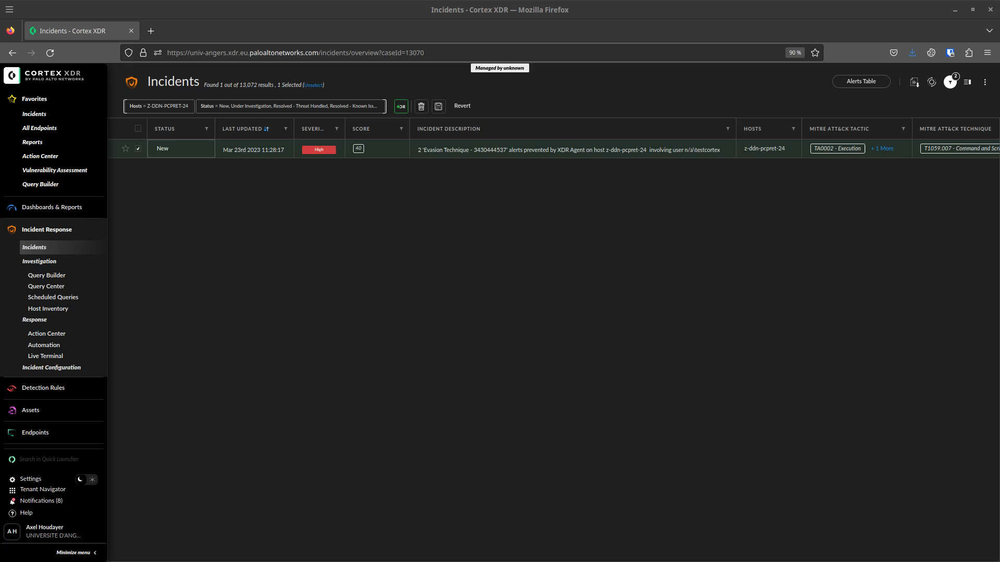 Incidents - Cortex XDR — Mozilla Firefox
Incidents - Cortex XDR
https://univ-angers.xdr.eu.paloaltonetworks.com/incidents/overview?caseId=13070
90 %
Managed by unknown
CORTEX XDR
BY PALO ALTO NETWORKS
Favorites
Incidents
All Endpoints
Reports
Action Center
Vulnerability Assessment
Query Builder
Dashboards & Reports
Incident Response
Incidents
Investigation
Query Builder
Query Center
Scheduled Queries
Host Inventory
Response
Action Center
Automation
Live Terminal
Incident Configuration
Detection Rules
Assets
Endpoints
Search in Quick Launcher
Settings
Tenant Navigator
Notifications (8)
Help
AH
Axel Houdayer
UNIVERSITE D'ANG...
Minimize menu
Incidents Found 1 out of 13,072 results , 1 Selected (Unselect)
Alerts Table
2
Hosts = Z-DDN-PCPRET-24 Status = New, Under Investigation, Resolved - Threat Handled, Resolved - Known Iss...
+OR
Revert
STATUS LAST UPDATED SEVERI... SCORE INCIDENT DESCRIPTION HOSTS MITRE ATT&CK TACTIC MITRE ATT&CK TECHNIQUE
New Mar 23rd 2023 11:28:17 High 40 2 'Evasion Technique - 3430444537' alerts prevented by XDR Agent on host z-ddn-pcpret-24 involving user n/a\testcortex z-ddn-pcpret-24 TA0002 - Execution + 1 More T1059.007 - Command and Scri